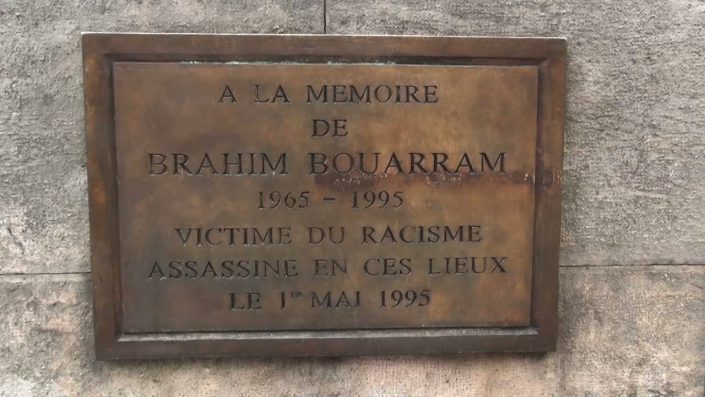 A LA MEMOIRE
DE
BRAHIM BOUARRAM
1965 - 1995
VICTIME DU RACISME
ASSASSINE EN CES LIEUX
LE 1ER MAI 1995